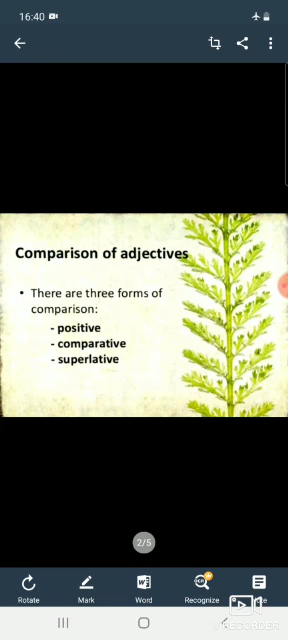 16:40
Comparison of adjectives
• There are three forms of
comparison:
- positive
- comparative
- superlative
2/5
Rotate
Mark
Word
Recognize
RECORDER